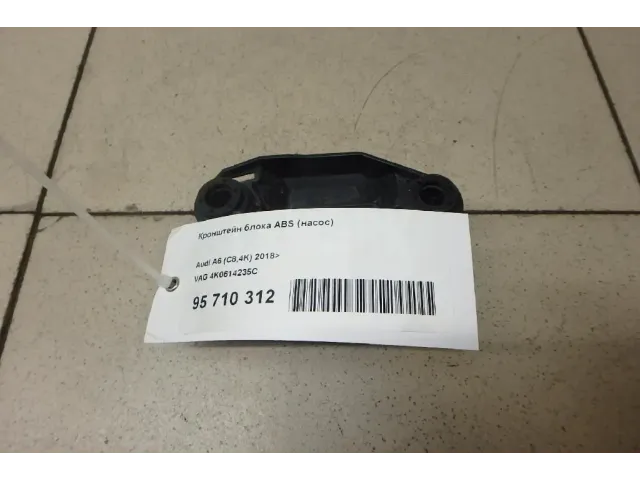 Кронштейн блока ABS (насос)
Audi A6 (C8,4K) 2018>
VAG 4K0614235C
95 710 312